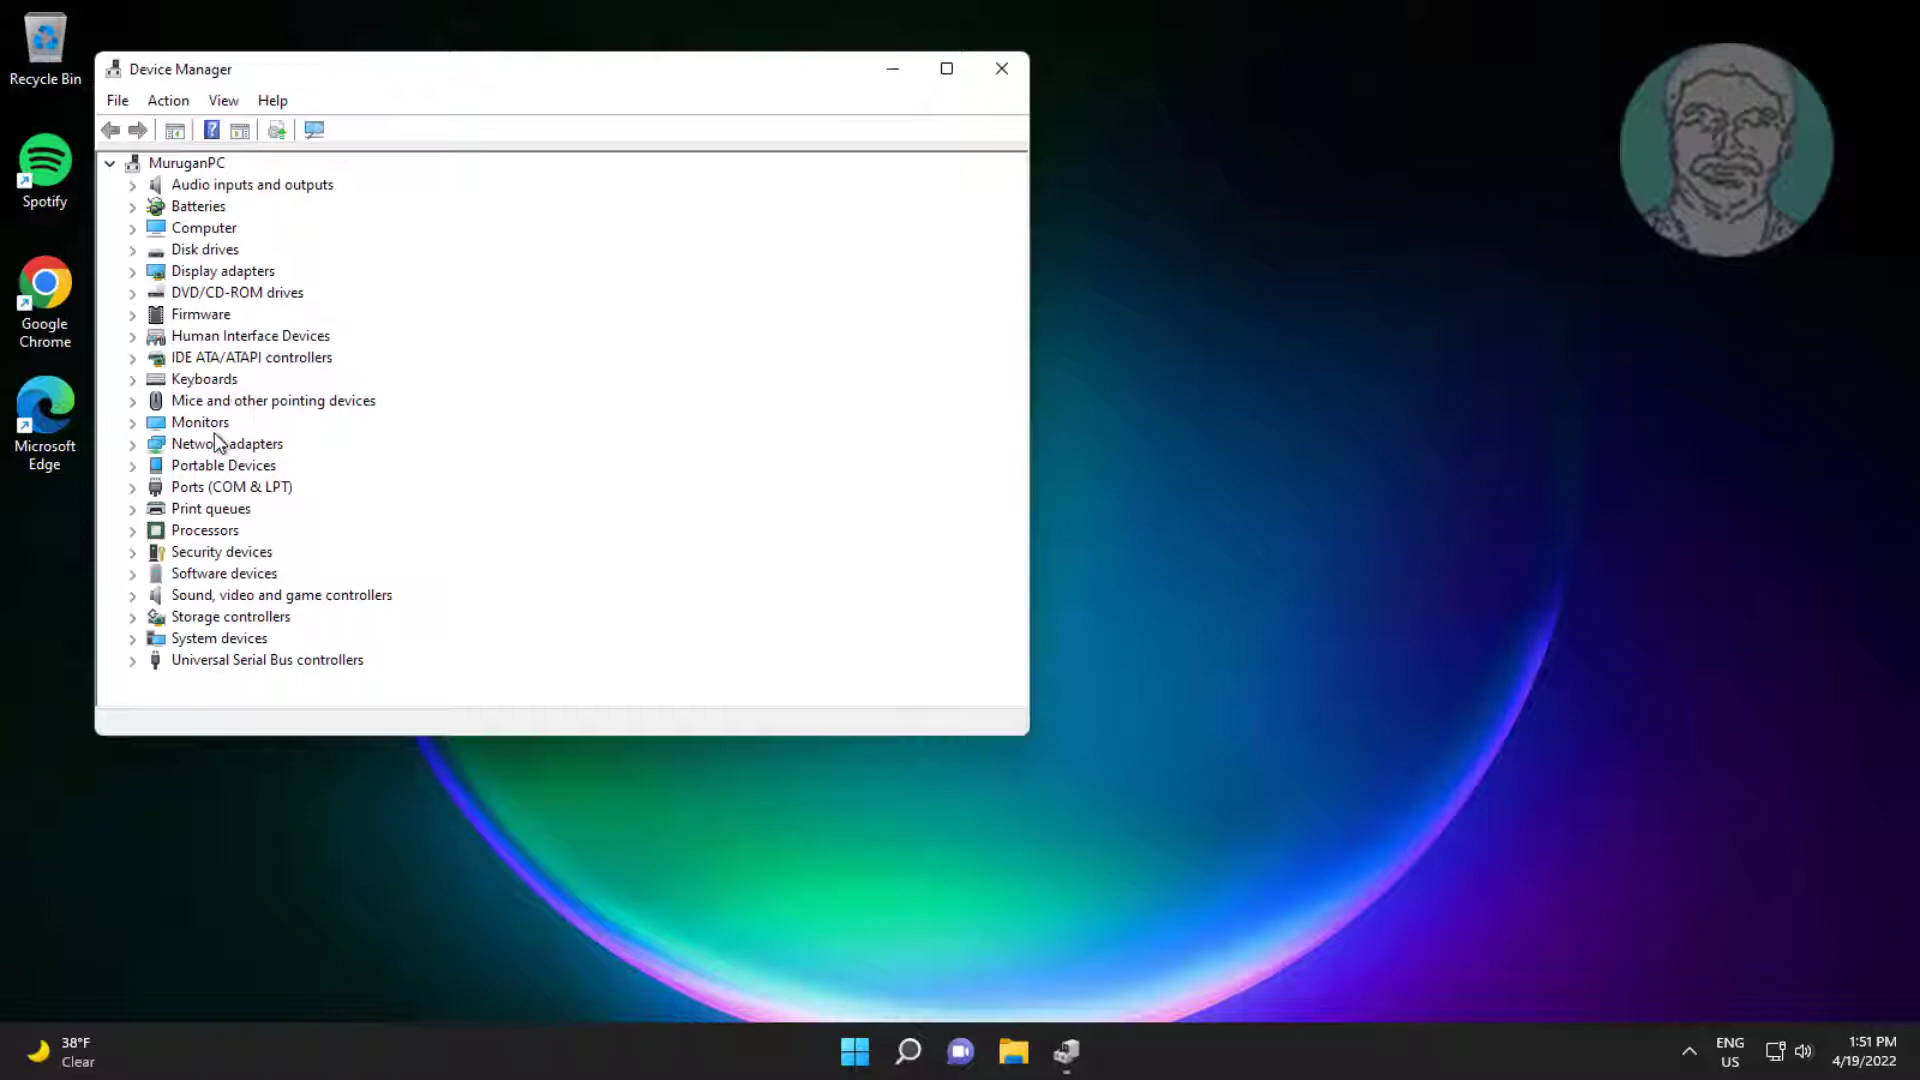 Recycle Bin
Spotify
Google
Chrome
Microsoft
Edge
Device Manager
File Action View Help
MuruganPC
Audio inputs and outputs
Batteries
Computer
Disk drives
Display adapters
DVD/CD-ROM drives
Firmware
Human Interface Devices
IDE ATA/ATAPI controllers
Keyboards
Mice and other pointing devices
Monitors
Network adapters
Portable Devices
Ports (COM & LPT)
Print queues
Processors
Security devices
Software devices
Sound, video and game controllers
Storage controllers
System devices
Universal Serial Bus controllers
38°F
Clear
ENG
US
1:51 PM
4/19/2022